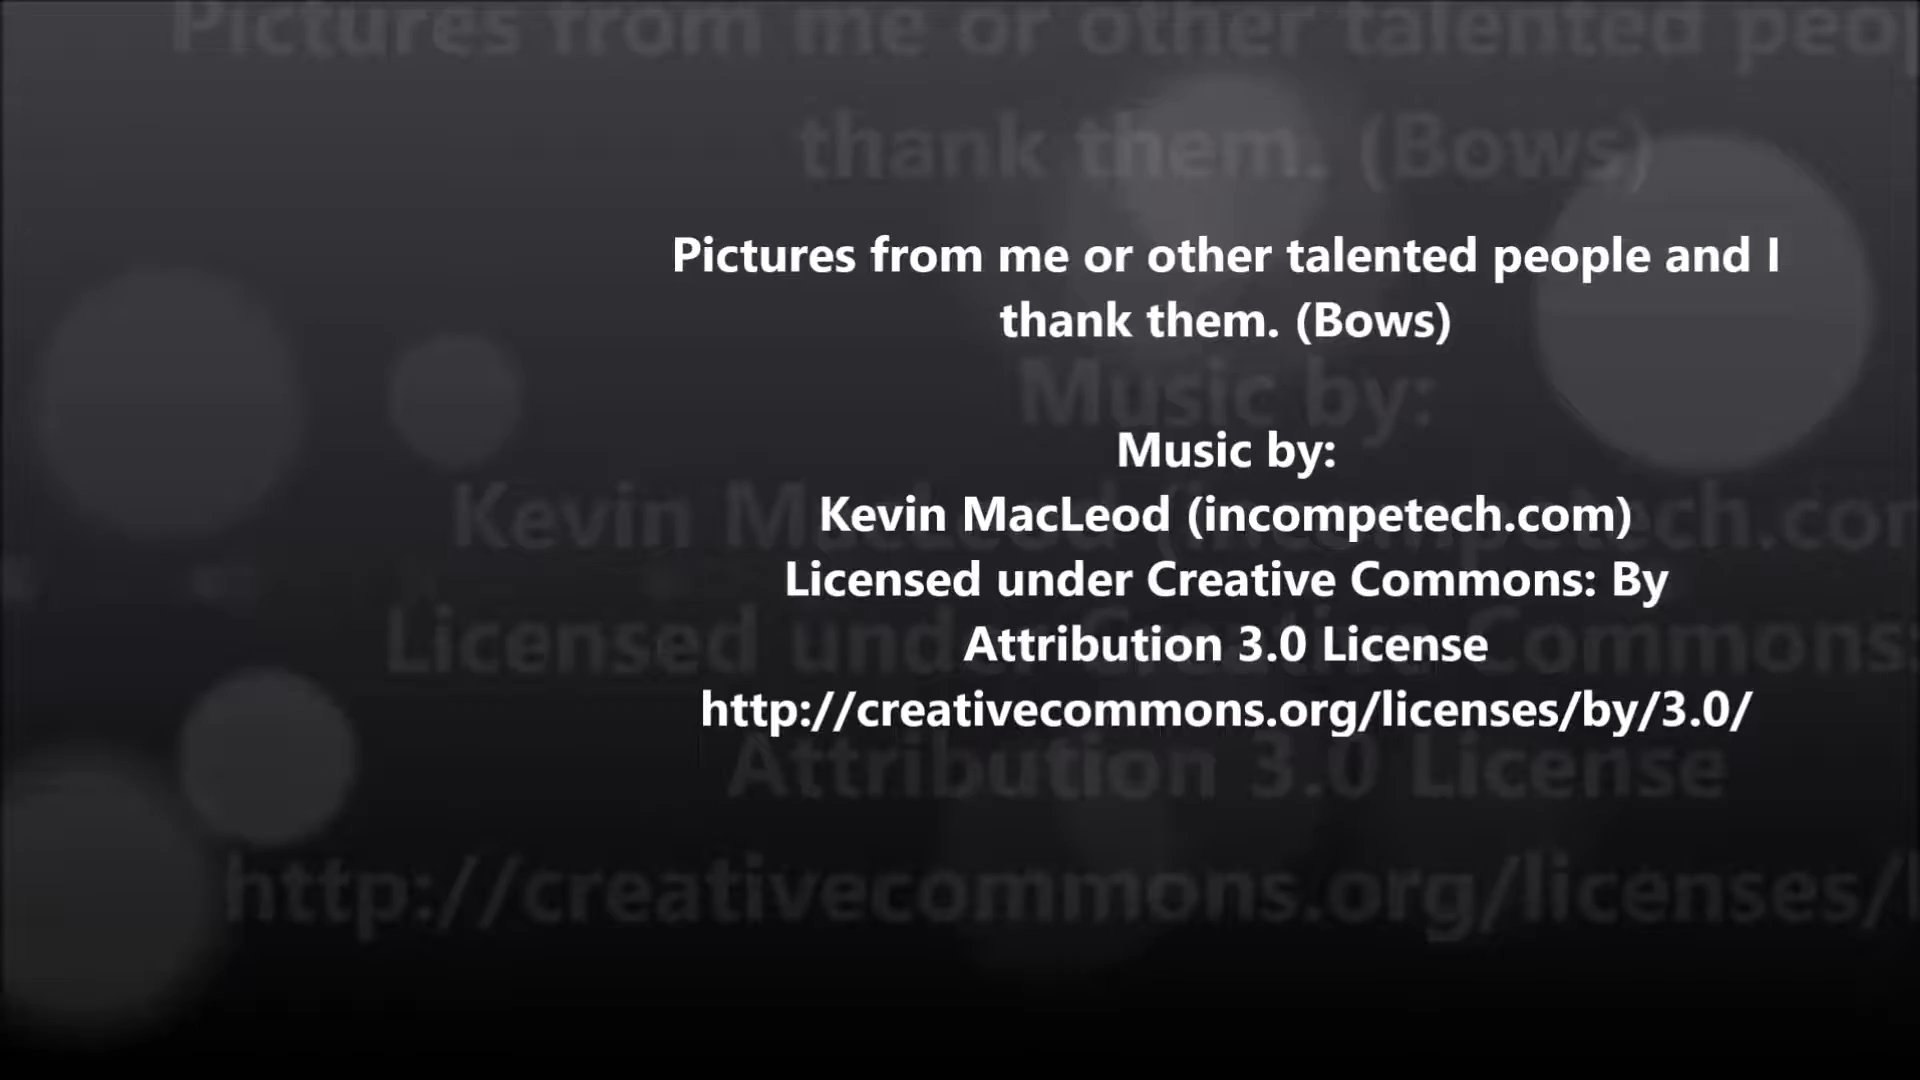 Pictures from me or other talented people and I
thank them. (Bows)
Music by:
Kevin MacLeod (incompetech.com)
Licensed under Creative Commons: By
Attribution 3.0 License
http://creativecommons.org/licenses/by/3.0/